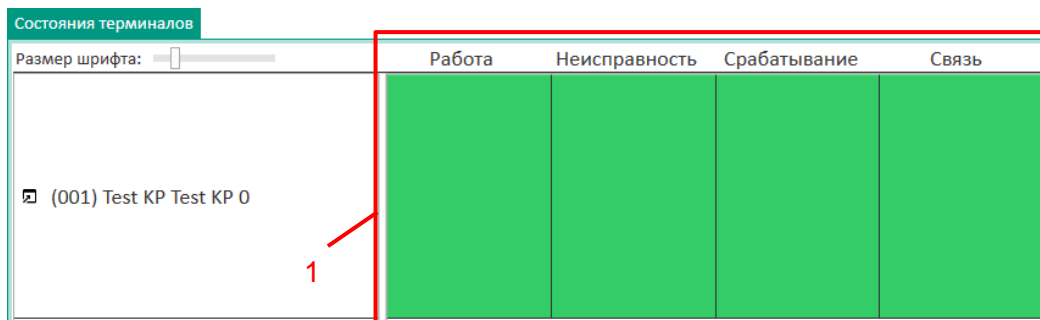 Состояния терминалов
Размер шрифта: Работа Неисправность Срабатывание Связь
(001) Test KP Test KP 0
1